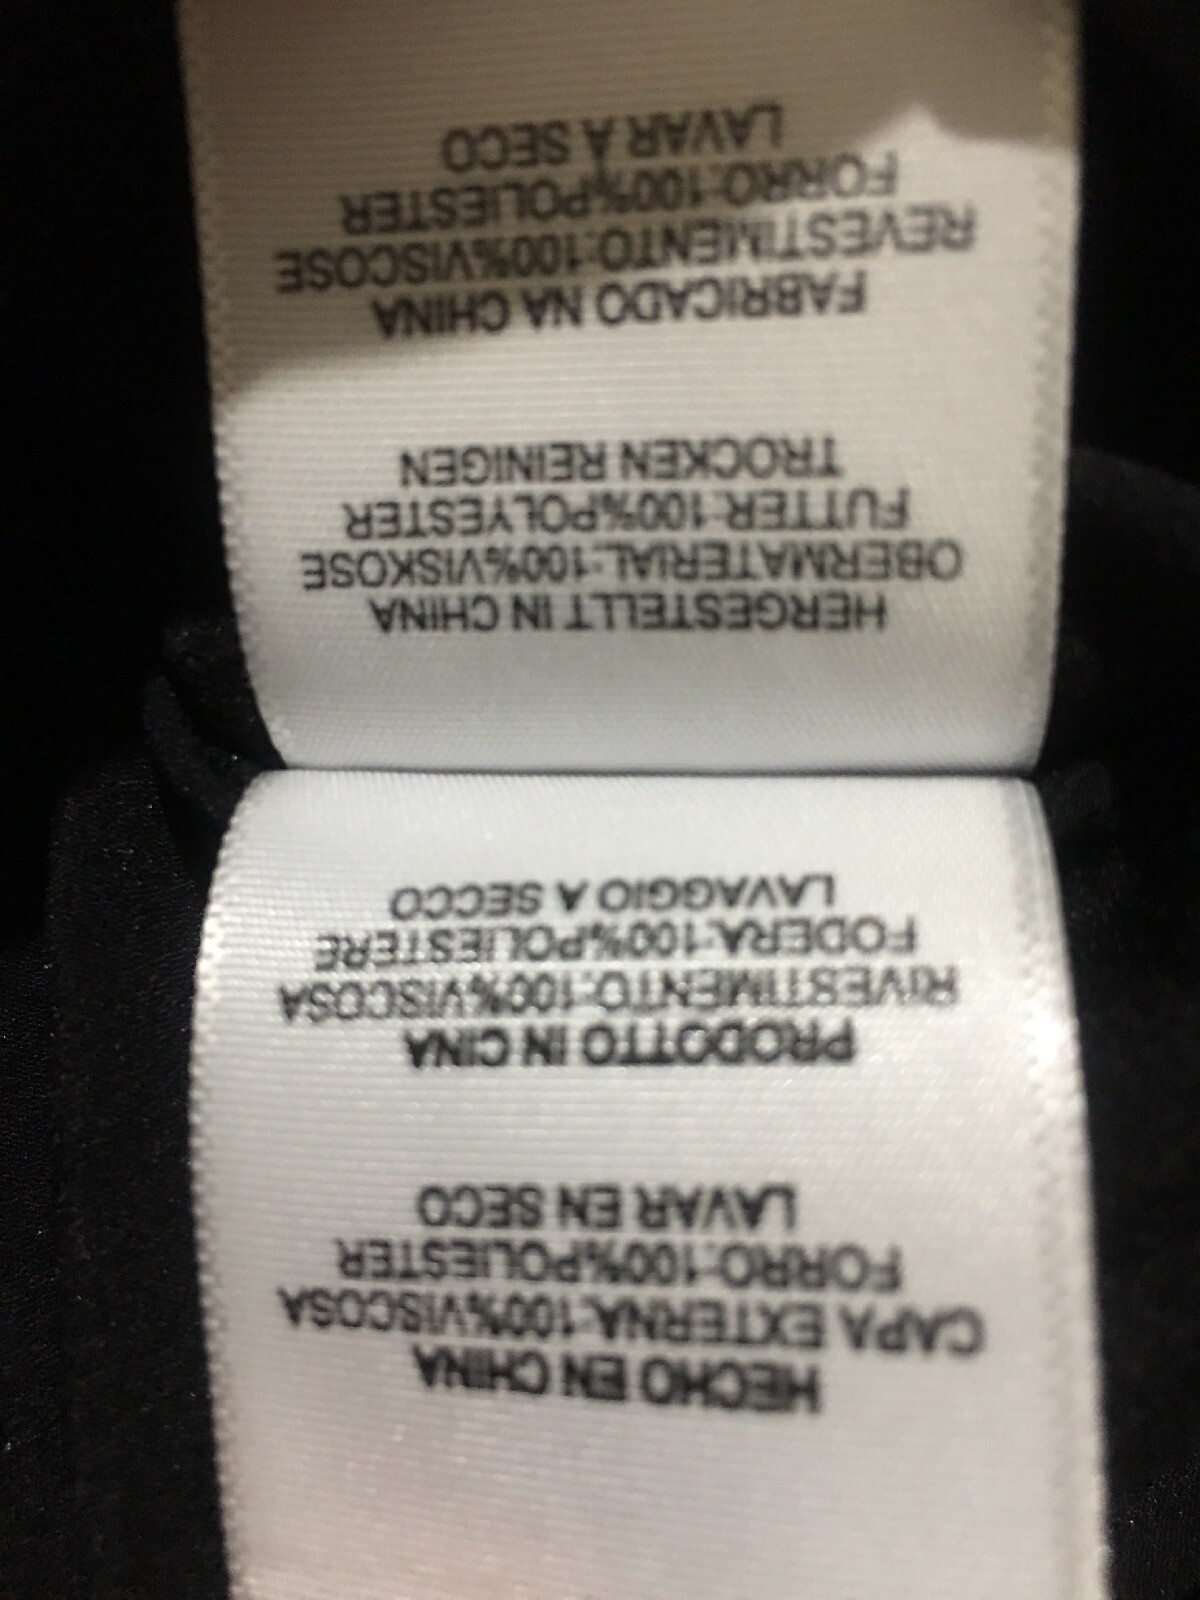 HECHO EN CHINA
CAPA EXTERNA:100%VISCOSA
FORRO:100%POLIESTER
LAVAR EN SECO
PRODOTTO IN CINA
RIVESTIMENTO:100%VISCOSA
FODERA:100%POLIESTERE
LAVAGGIO A SECCO
HERGESTELLT IN CHINA
OBERMATERIAL:100%VISKOSE
FUTTER:100%POLYESTER
TROCKEN REINIGEN
FABRICADO NA CHINA
REVESTIMENTO:100%VISCOSE
FORRO:100%POLIESTER
LAVAR A SECO